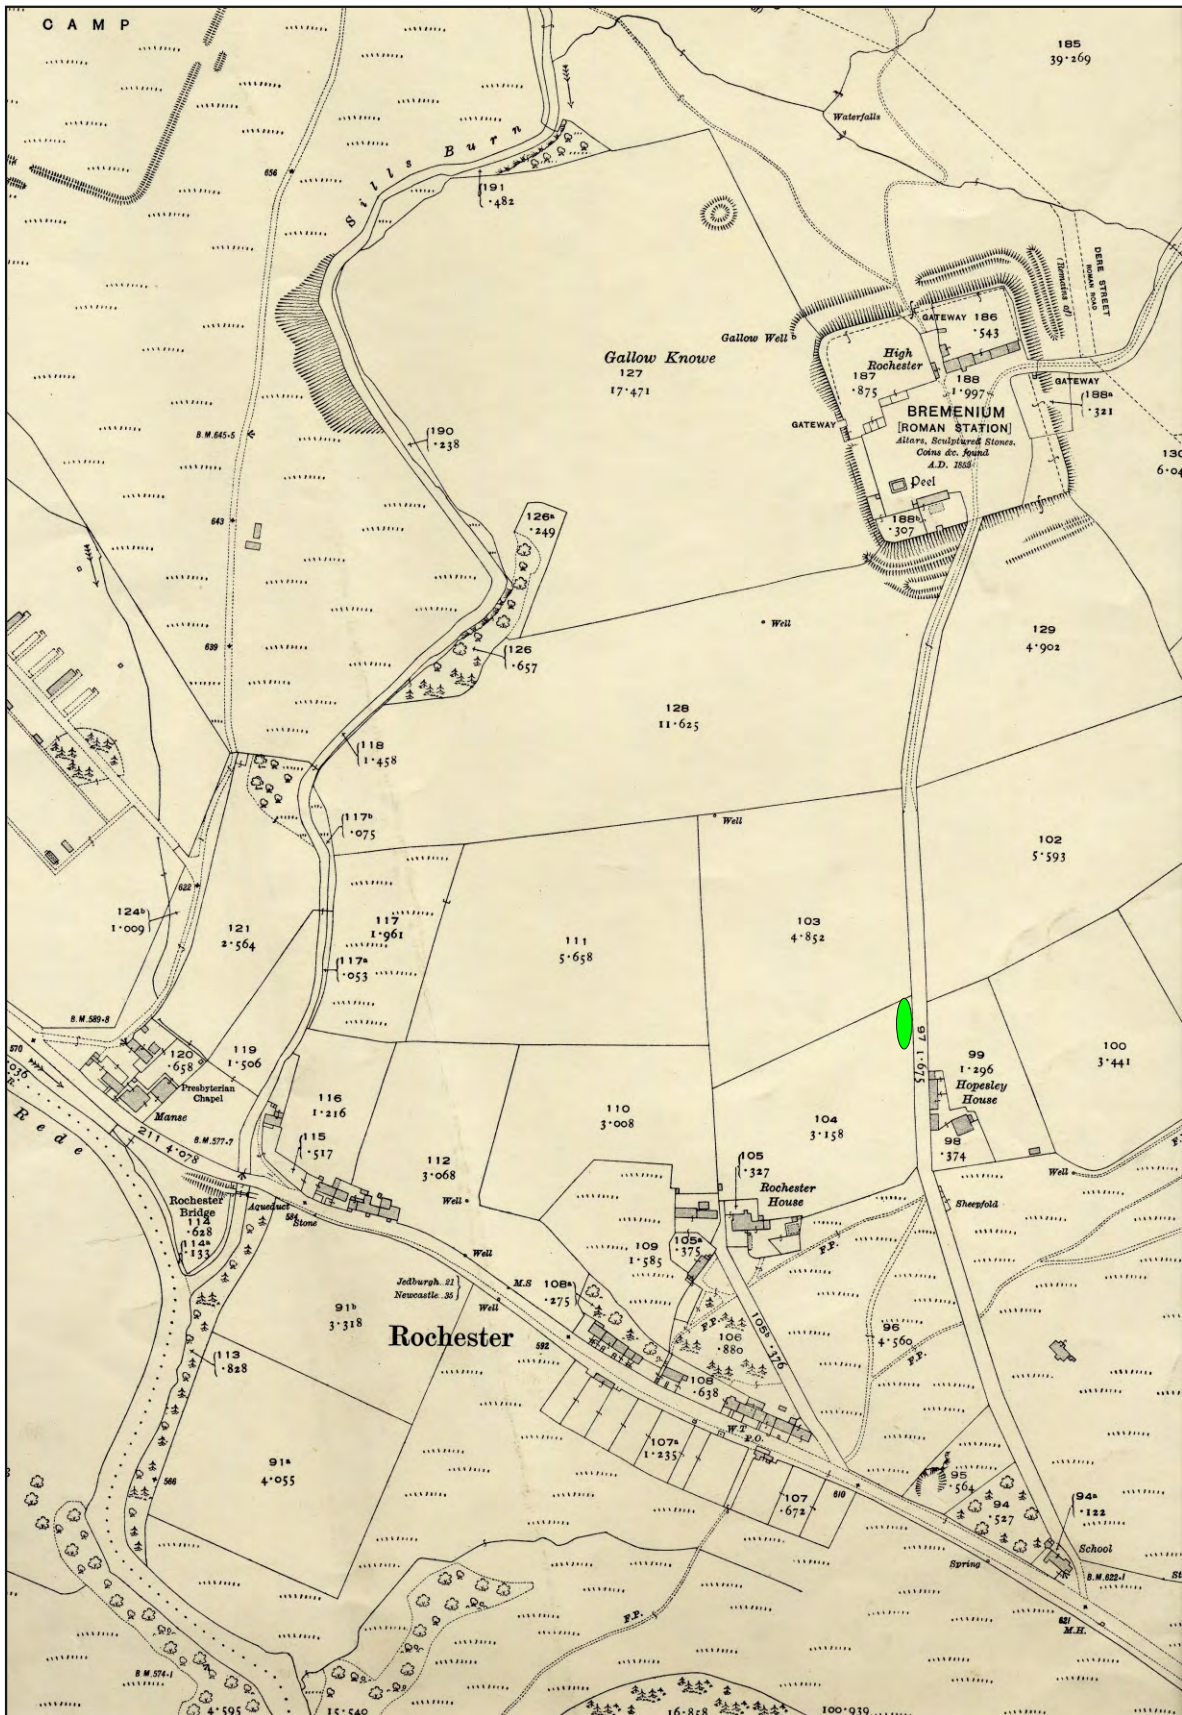 CAMP
185
39·269
Waterfalls
656
Sills Burn
191
·482
DERE STREET
ROMAN ROAD
(Remains of)
Gallow Well
GATEWAY
186
·543
High
Rochester
187
·875
188
1·997
GATEWAY
188a
·321
Gallow Knowe
127
17·471
BREMENIUM
[ROMAN STATION]
Altars, Sculptured Stones,
Coins &c. found
GATEWAY
B.M.645·5
190
·238
130
Peel
643
126a
·249
188b
·307
Well
129
4·902
639
126
·657
128
11·625
118
1·458
117b
·075
Well
102
5·593
622
124b
1·009
121
2·564
117
1·961
111
5·658
103
4·852
117a
·053
B.M.589·8
570
·036
120
·658
119
1·506
Presbyterian
Chapel
Manse
97 1·675
99
1·296
Hopesley
House
100
3·441
98
·374
116
1·216
110
3·008
104
3·158
Rede
211 4·078
B.M.577·7
115
·517
112
3·068
105
·327
Rochester
House
Well
Well
Sheepfold
Rochester
Bridge
114
·628
114a
·133
Aqueduct
584
Stone
109
1·585
105a
·375
F.P.
Well
Jedburgh..21
Newcastle..35
M.S
Well
108a
·275
91b
3·318
Rochester
592
F.P.
106
·880
105b ·376
96
4·560
F.P.
F.P.
113
·828
108
·638
W.T
P.O.
91a
4·055
566
107a
1·235
107
·672
610
95
·564
94
·527
94a
·122
School
Spring
B.M.622·1
F.P.
621
M.H.
B.M.574·1
4·595
15·540
16·858
100·939